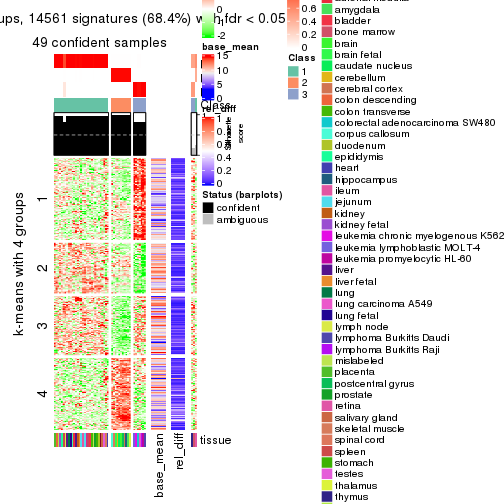 ups, 14561 signatures (68.4%) with fdr < 0.05
49 confident samples
k-means with 4 groups
1
2
3
4
base_mean
rel_diff
tissue
0
-2
base_mean
15
10
5
0
Class
rel_diff
1
0.8
0.6
0.4
0.2
0
score
Status (barplots)
confident
ambiguous
0.6
0.4
0.2
0
Class
1
2
3
amygdala
bladder
bone marrow
brain
brain fetal
caudate nucleus
cerebellum
cerebral cortex
colon descending
colon transverse
colorectal adenocarcinoma SW480
corpus callosum
duodenum
epididymis
heart
hippocampus
ileum
jejunum
kidney
kidney fetal
leukemia chronic myelogenous K562
leukemia lymphoblastic MOLT-4
leukemia promyelocytic HL-60
liver
liver fetal
lung
lung carcinoma A549
lung fetal
lymph node
lymphoma Burkitts Daudi
lymphoma Burkitts Raji
mislabeled
placenta
postcentral gyrus
prostate
retina
salivary gland
skeletal muscle
spinal cord
spleen
stomach
testes
thalamus
thymus